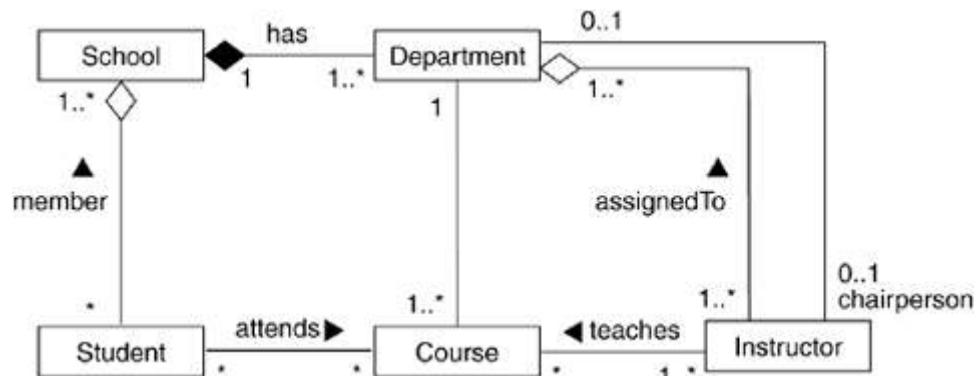 0..1
has
School
Department
1
1..*
1..*
1..*
1
member
assignedTo
0..1
chairperson
*
1..*
1..*
attends
teaches
Student
Course
Instructor
*
*
*
1..*